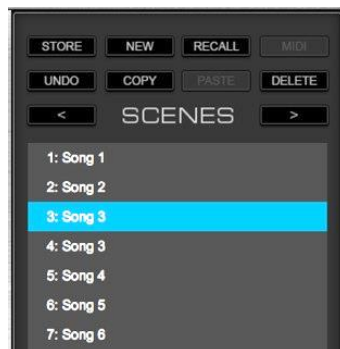 STORE NEW RECALL MIDI
UNDO COPY PASTE DELETE
< SCENES >
1: Song 1
2: Song 2
3: Song 3
4: Song 3
5: Song 4
6: Song 5
7: Song 6